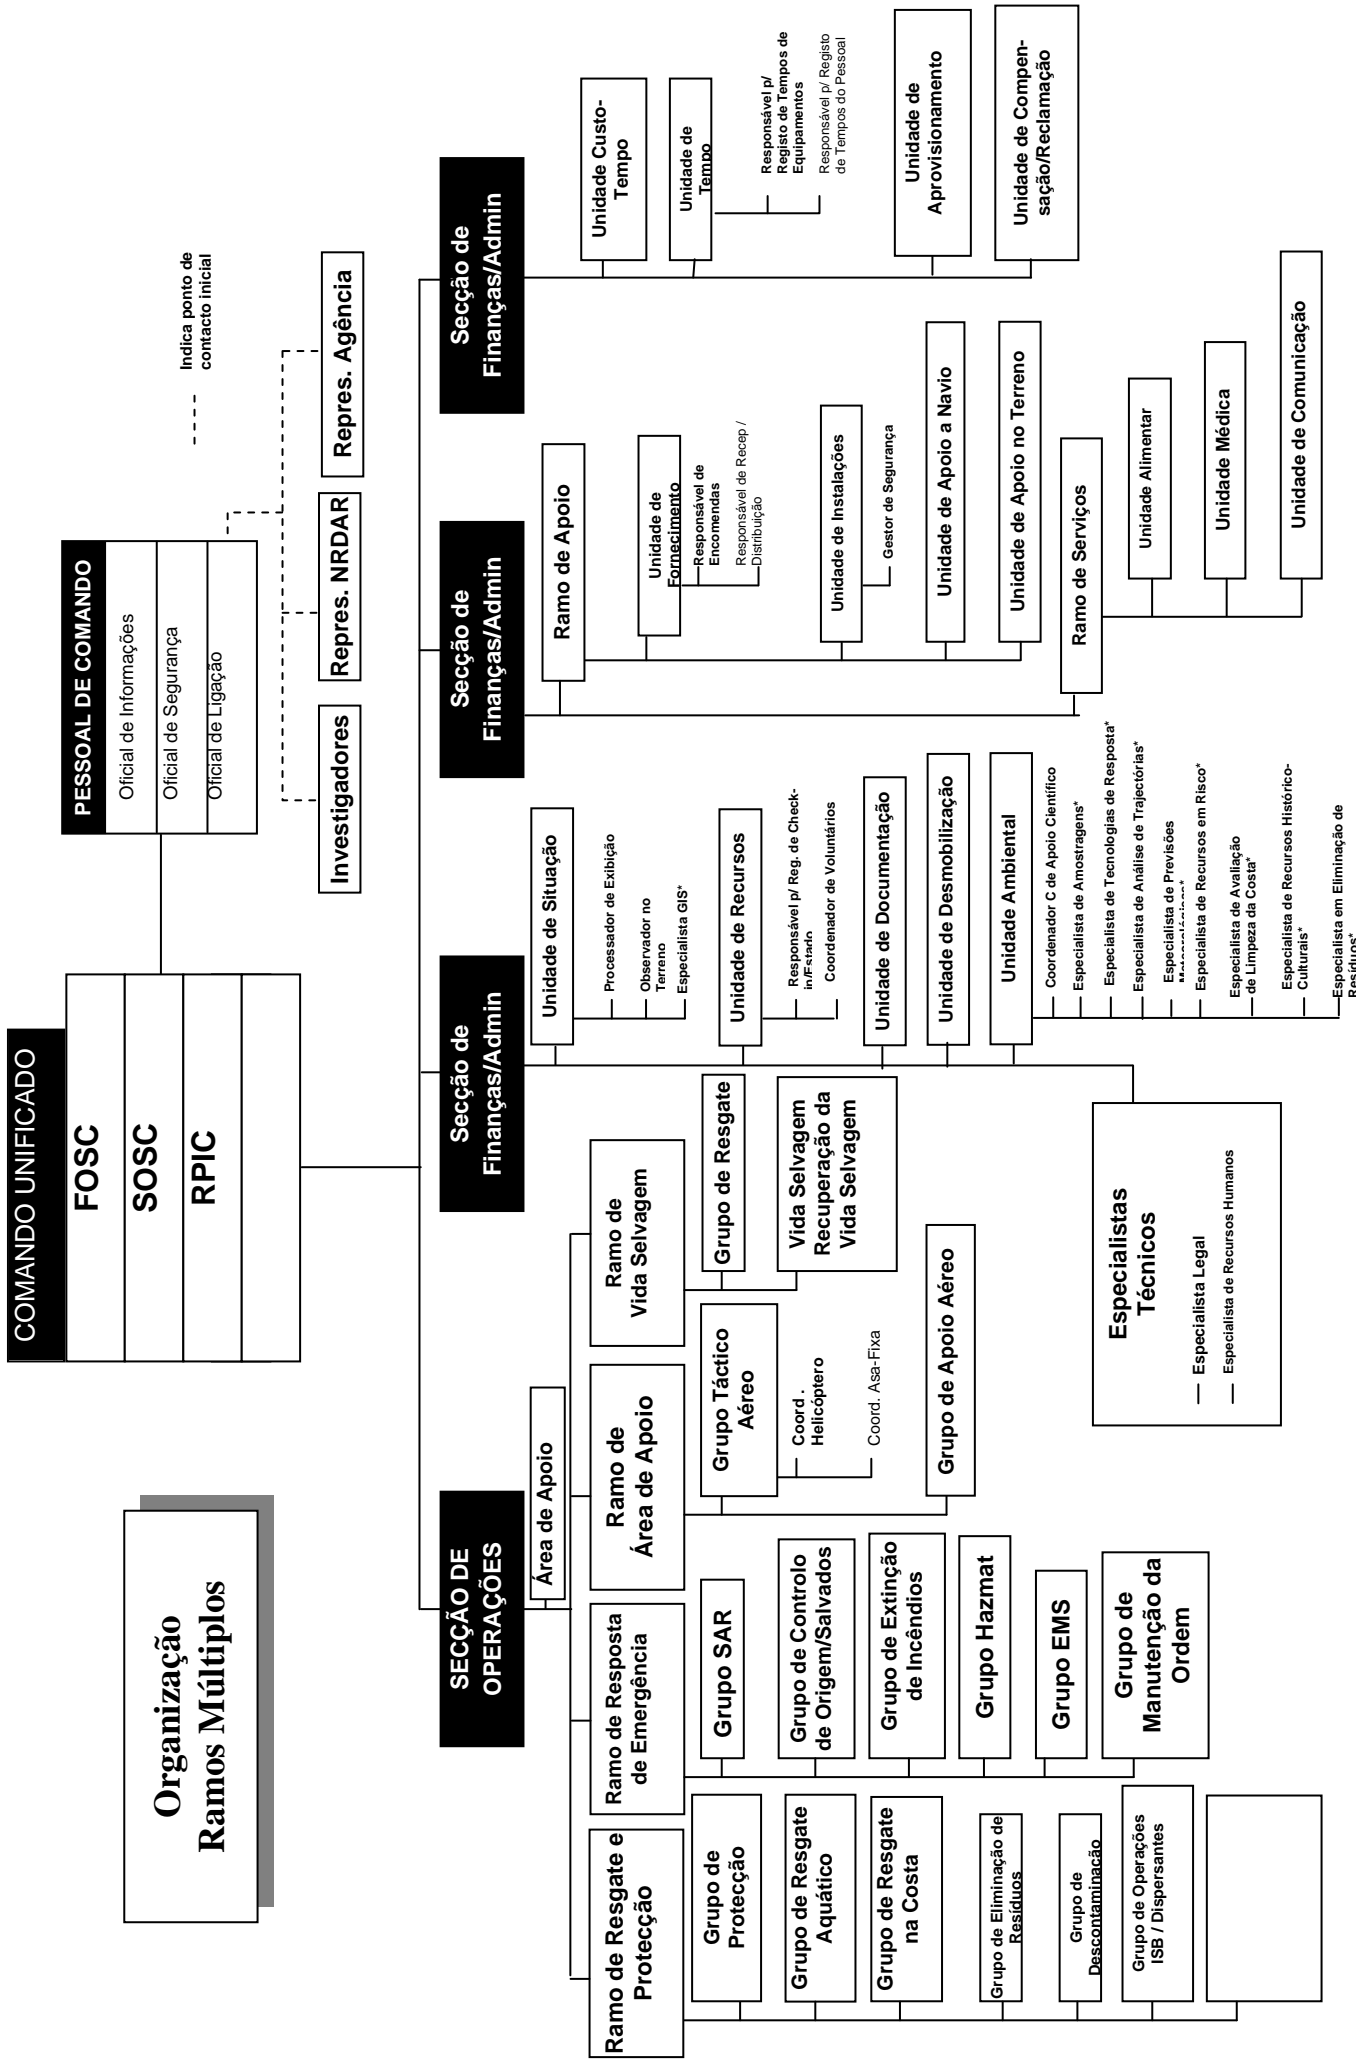 Organização
Ramos Múltiplos
COMANDO UNIFICADO
FOSC
SOSC
RPIC
PESSOAL DE COMANDO
Oficial de Informações
Oficial de Segurança
Oficial de Ligação
Indica ponto de
contacto inicial
Investigadores
Repres. NRDAR
Repres. Agência
SECÇÃO DE
OPERAÇÕES
Área de Apoio
Ramo de Resgate e
Protecção
Grupo de
Protecção
Grupo de Resgate
Aquático
Grupo de Resgate
na Costa
Grupo de Eliminação de
Resíduos
Grupo de
Descontaminação
Grupo de Operações
ISB / Dispersantes
Ramo de Resposta
de Emergência
Grupo SAR
Grupo de Controlo
de Origem/Salvados
Grupo de Extinção
de Incêndios
Grupo Hazmat
Grupo EMS
Grupo de
Manutenção da
Ordem
Ramo de
Área de Apoio
Grupo Táctico
Aéreo
Coord .
Helicóptero
Coord. Asa-Fixa
Grupo de Apoio Aéreo
Ramo de
Vida Selvagem
Grupo de Resgate
Vida Selvagem
Recuperação da
Vida Selvagem
Secção de
Finanças/Admin
Unidade de Situação
Processador de Exibição
Observador no
Terreno
Especialista GIS*
Unidade de Recursos
Responsável p/ Reg. de Check-
in/Estado
Coordenador de Voluntários
Unidade de Documentação
Unidade de Desmobilização
Unidade Ambiental
Coordenador C de Apoio Científico
Especialista de Amostragens*
Especialista de Tecnologias de Resposta*
Especialista de Análise de Trajectórias*
Especialista de Previsões
Meteorológicas*
Especialista de Recursos em Risco*
Especialista de Avaliação
de Limpeza da Costa*
Especialista de Recursos Histórico-
Culturais*
Especialista em Eliminação de
Resíduos*
Especialistas
Técnicos
Especialista Legal
Especialista de Recursos Humanos
Secção de
Finanças/Admin
Ramo de Apoio
Unidade de
Fornecimento
Responsável de
Encomendas
Responsável de Recep /
Distribuição
Unidade de Instalações
Gestor de Segurança
Unidade de Apoio a Navio
Unidade de Apoio no Terreno
Ramo de Serviços
Unidade Alimentar
Unidade Médica
Unidade de Comunicação
Secção de
Finanças/Admin
Unidade Custo-
Tempo
Unidade de
Tempo
Responsável p/
Registo de Tempos de
Equipamentos
Responsável p/ Registo
de Tempos do Pessoal
Unidade de
Aprovisionamento
Unidade de Compen-
sação/Reclamação